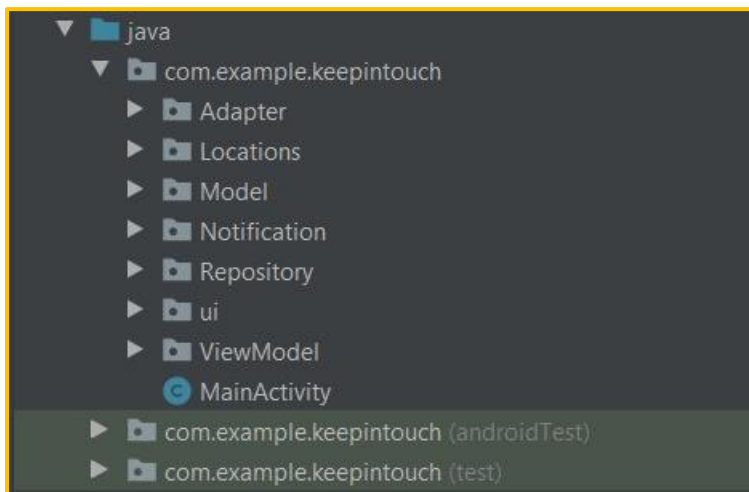 java
com.example.keepintouch
Adapter
Locations
Model
Notification
Repository
ui
ViewModel
C MainActivity
com.example.keepintouch (androidTest)
com.example.keepintouch (test)